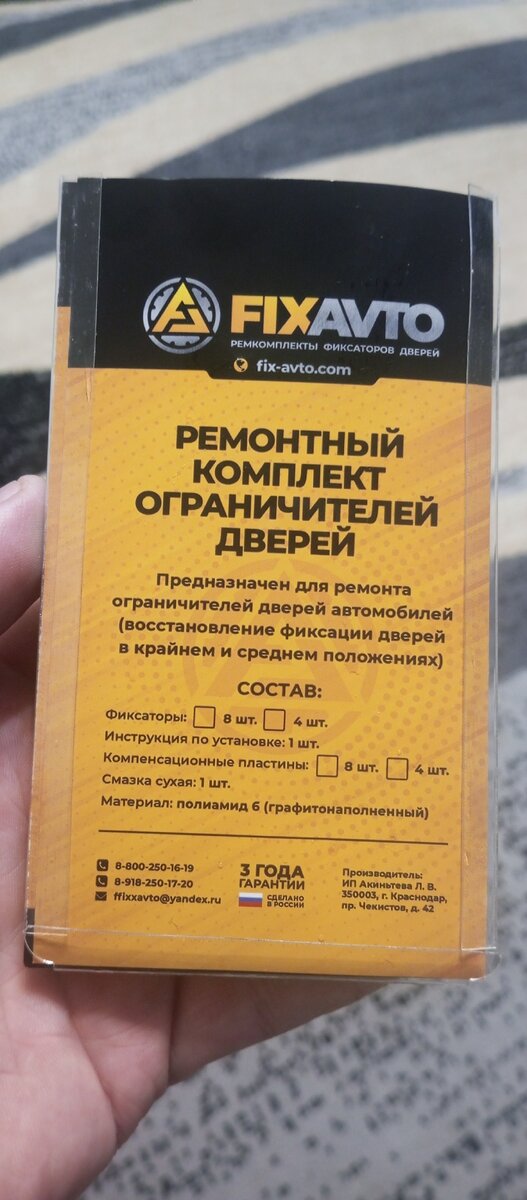 FIXAVTO
РЕМКОМПЛЕКТЫ ФИКСАТОРОВ ДВЕРЕЙ
fix-avto.com
РЕМОНТНЫЙ
КОМПЛЕКТ
ОГРАНИЧИТЕЛЕЙ
ДВЕРЕЙ
Предназначен для ремонта
ограничителей дверей автомобилей
(восстановление фиксации дверей
в крайнем и среднем положениях)
СОСТАВ:
Фиксаторы: 8 шт. 4 шт.
Инструкция по установке: 1 шт.
Компенсационные пластины: 8 шт. 4 шт.
Смазка сухая: 1 шт.
Материал: полиамид 6 (графитонаполненный)
8-800-250-16-19
8-918-250-17-20
ffixxavto@yandex.ru
3 ГОДА
ГАРАНТИИ
СДЕЛАНО
В РОССИИ
Производитель:
ИП Акиньтева Л. В.
350003, г. Краснодар,
пр. Чекистов, д. 42